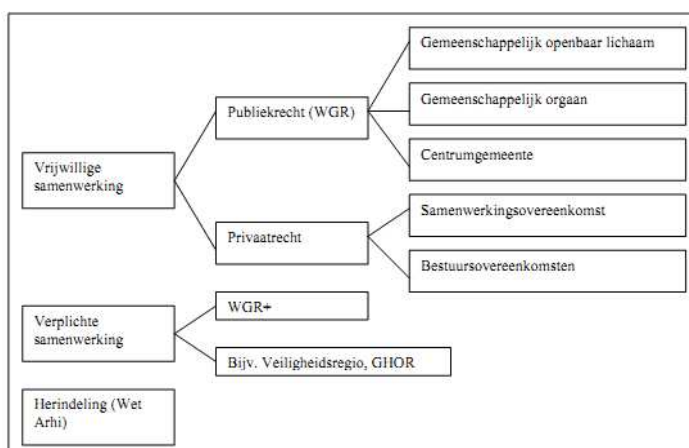 Gemeenschappelijk openbaar lichaam
Publiekrecht (WGR)
Gemeenschappelijk orgaan
Centrumgemeente
Vrijwillige
samenwerking
Samenwerkingsovereenkomst
Privaatrecht
Bestuursovereenkomsten
WGR+
Verplichte
samenwerking
Bijv. Veiligheidsregio, GHOR
Herindeling (Wet
Arhi)